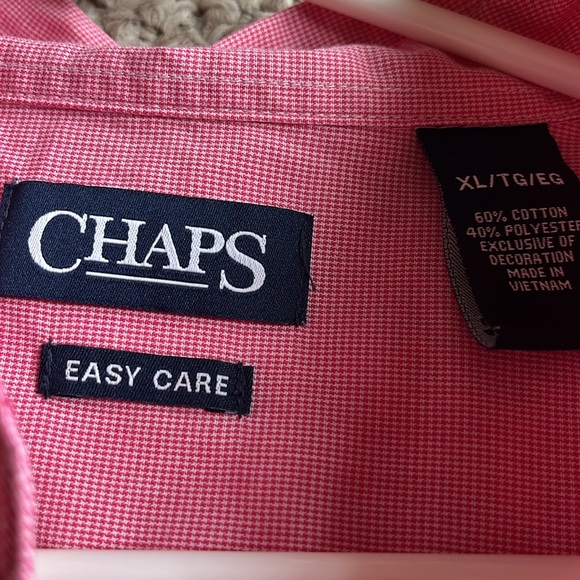 CHAPS
EASY CARE
XL/TG/EG
60% COTTON
40% POLYESTER
EXCLUSIVE OF
DECORATION
MADE IN
VIETNAM